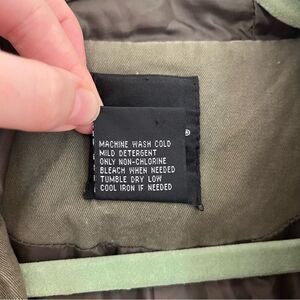 MACHINE WASH COLD
MILD DETERGENT
ONLY NON-CHLORINE
BLEACH WHEN NEEDED
TUMBLE DRY LOW
COOL IRON IF NEEDED